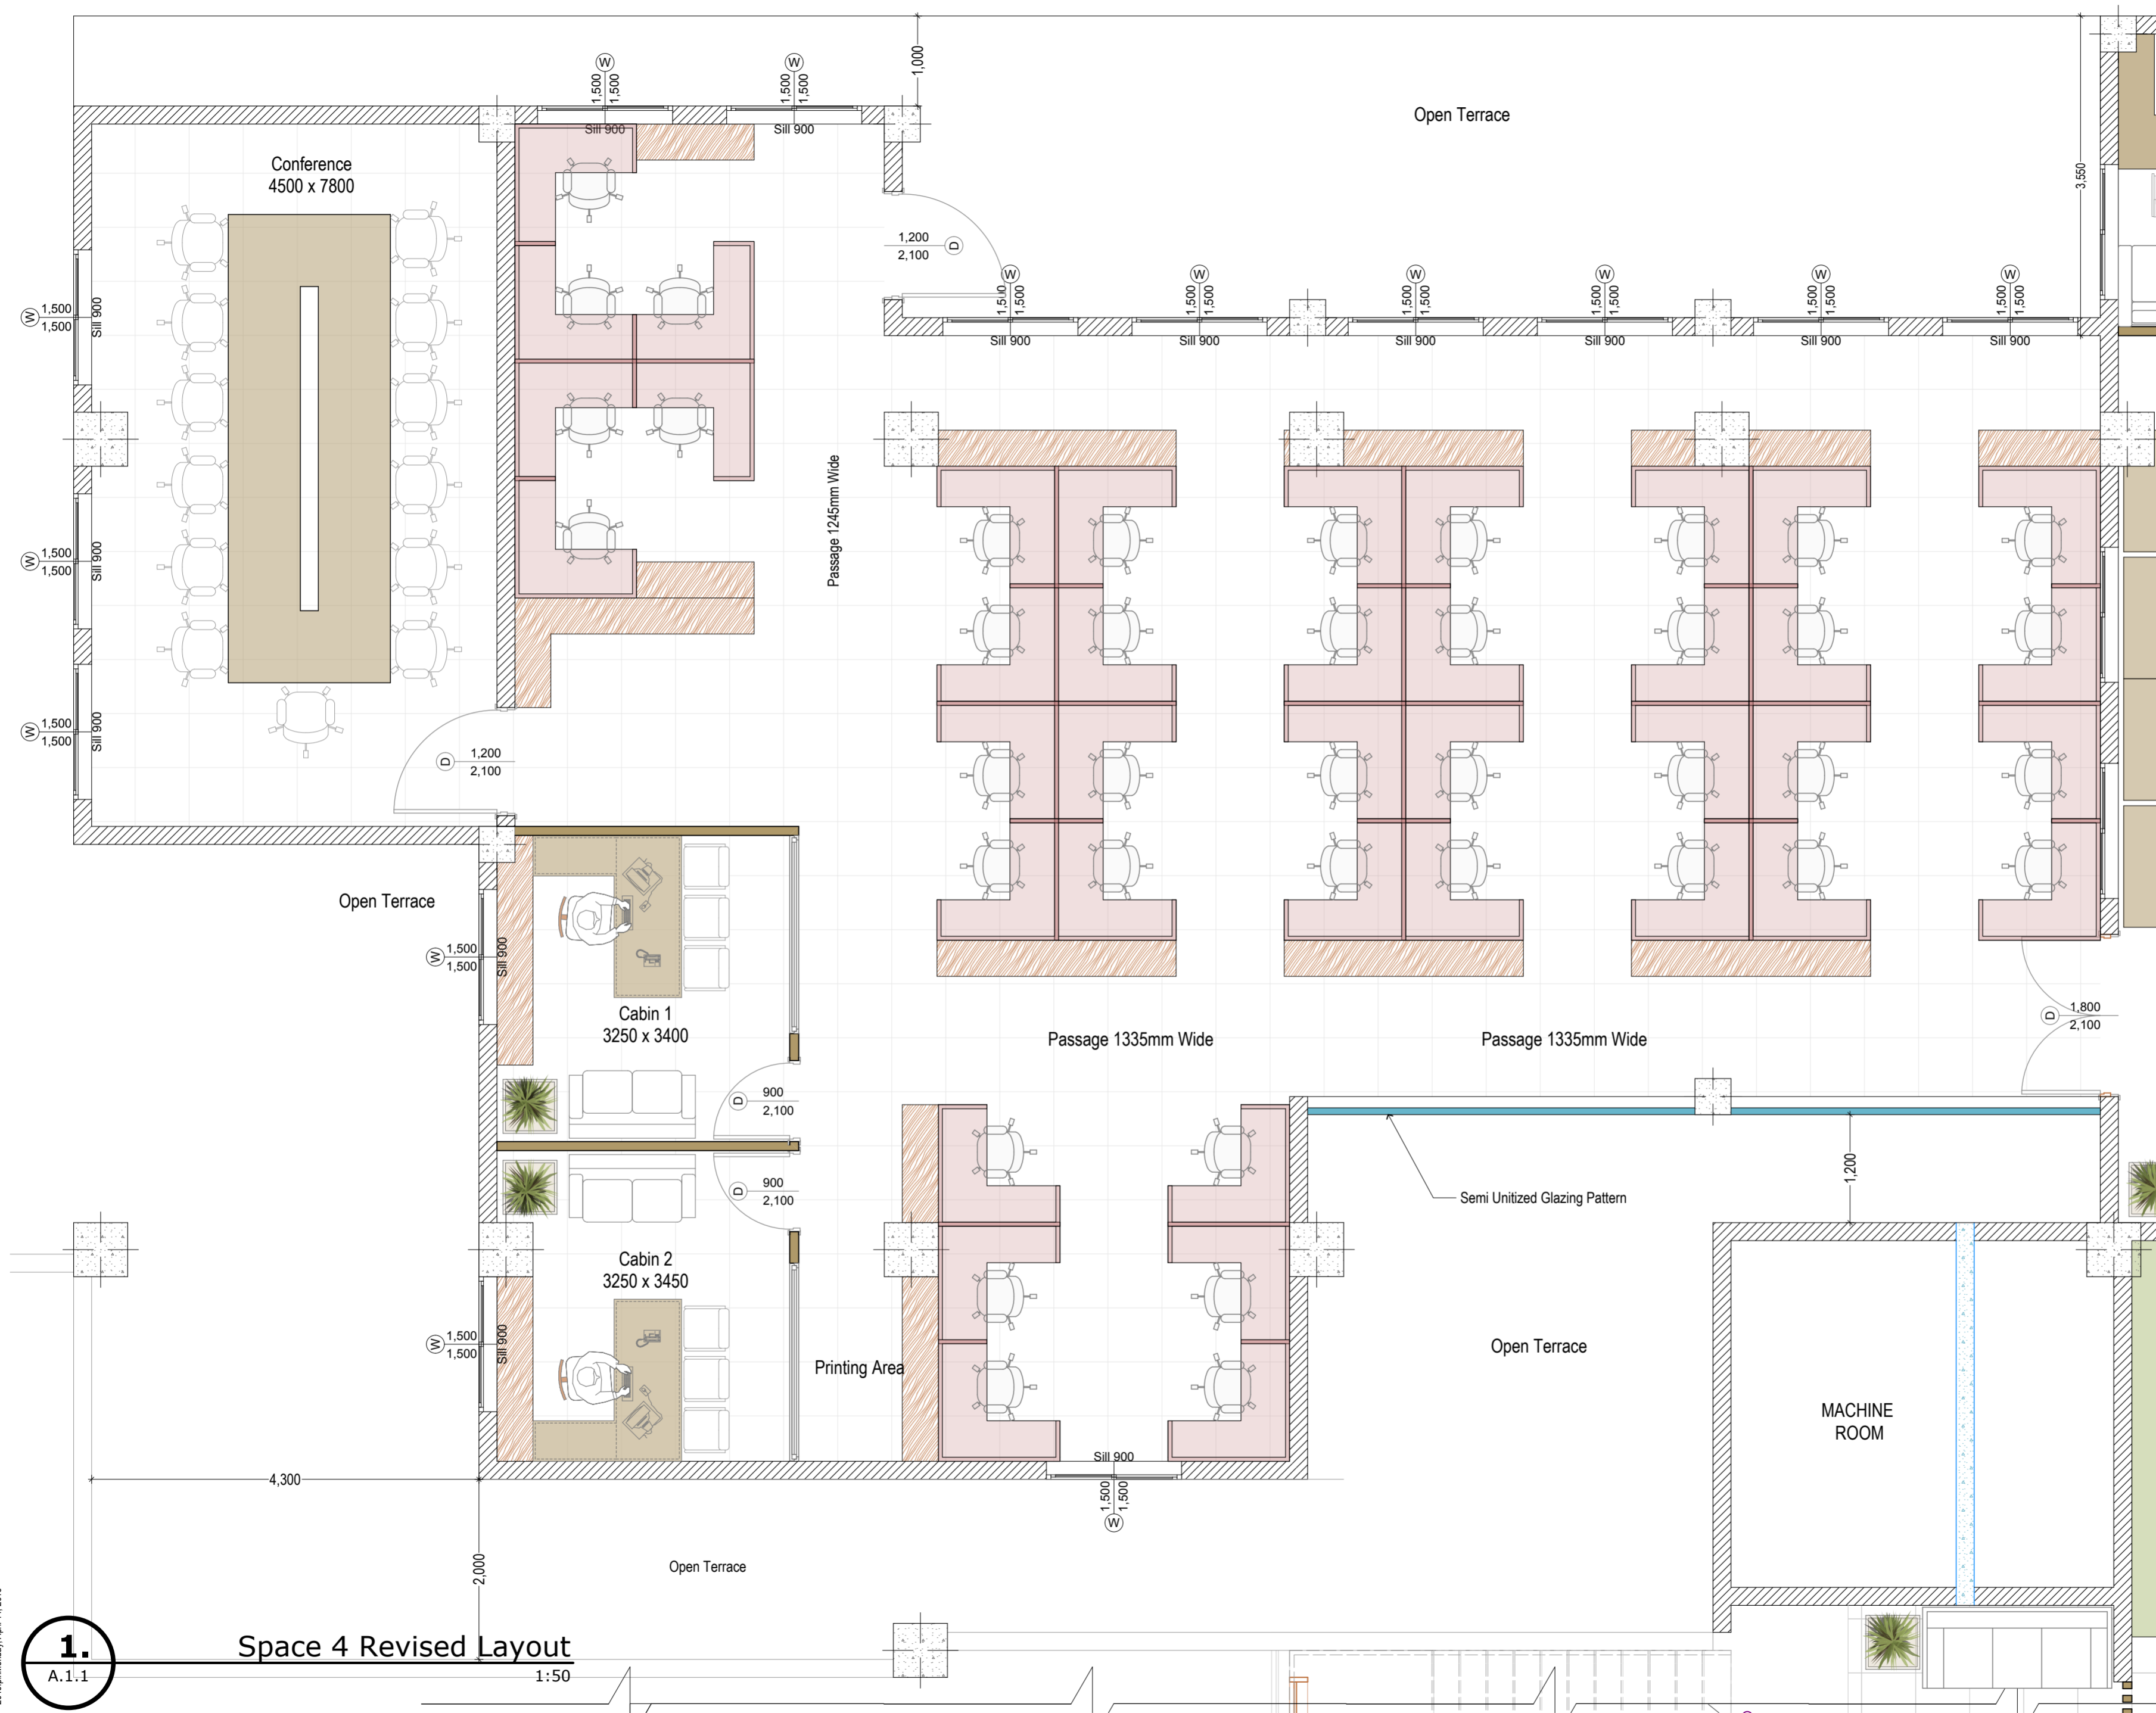 1,000
W
1,500
1,500
Sill 900
W
1,500
1,500
Sill 900
Open Terrace
3,550
Conference
4500 x 7800
1,200
2,100
D
W
1,500
1,500
Sill 900
W
1,500
1,500
Sill 900
W
1,500
1,500
Sill 900
W
1,500
1,500
Sill 900
W
1,500
1,500
Sill 900
W
1,500
1,500
Sill 900
W
1,500
1,500
Sill 900
Passage 1245mm Wide
W
1,500
1,500
Sill 900
W
1,500
1,500
Sill 900
D
1,200
2,100
Open Terrace
W
1,500
1,500
Sill 900
Cabin 1
3250 x 3400
Passage 1335mm Wide
Passage 1335mm Wide
D
1,800
2,100
D
900
2,100
D
900
2,100
1,200
Semi Unitized Glazing Pattern
Cabin 2
3250 x 3450
W
1,500
1,500
Sill 900
Printing Area
Open Terrace
MACHINE
ROOM
Sill 900
1,500
1,500
W
4,300
2,000
Open Terrace
1.
A.1.1
Space 4 Revised Layout
1:50